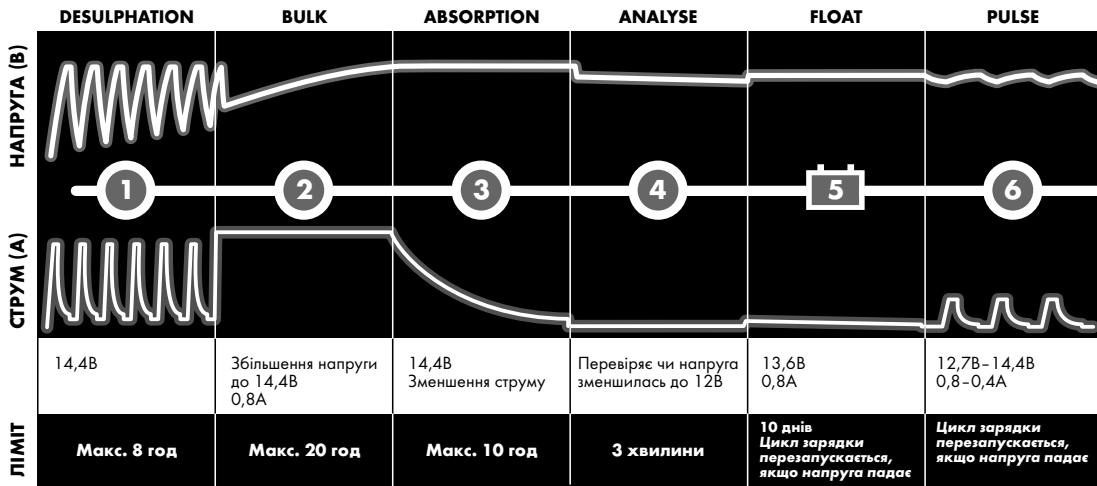 DESULPHATION
BULK
ABSORPTION
ANALYSE
FLOAT
PULSE
НАПРУГА (В)
1
2
3
4
5
6
СТРУМ (А)
14,4В
Збільшення напруги
до 14,4В
0,8А
14,4В
Зменшення струму
Перевіряє чи напруга
зменшилась до 12В
13,6В
0,8А
12,7В–14,4В
0,8–0,4А
ЛІМІТ
Макс. 8 год
Макс. 20 год
Макс. 10 год
3 хвилини
10 днів
Цикл зарядки
перезапускається,
якщо напруга падає
Цикл зарядки
перезапускається,
якщо напруга падає